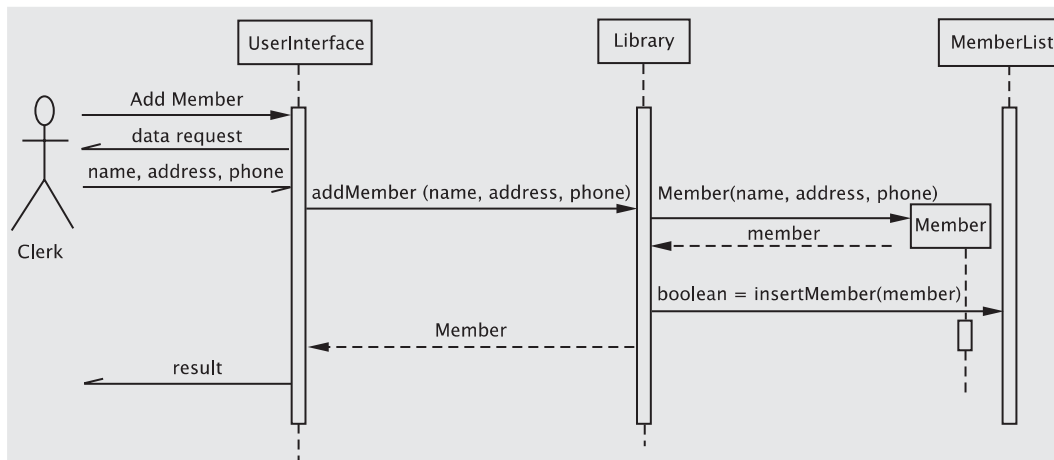 UserInterface
Library
MemberList
Add Member
data request
name, address, phone
Clerk
addMember (name, address, phone)
Member(name, address, phone)
Member
member
boolean = insertMember(member)
Member
result